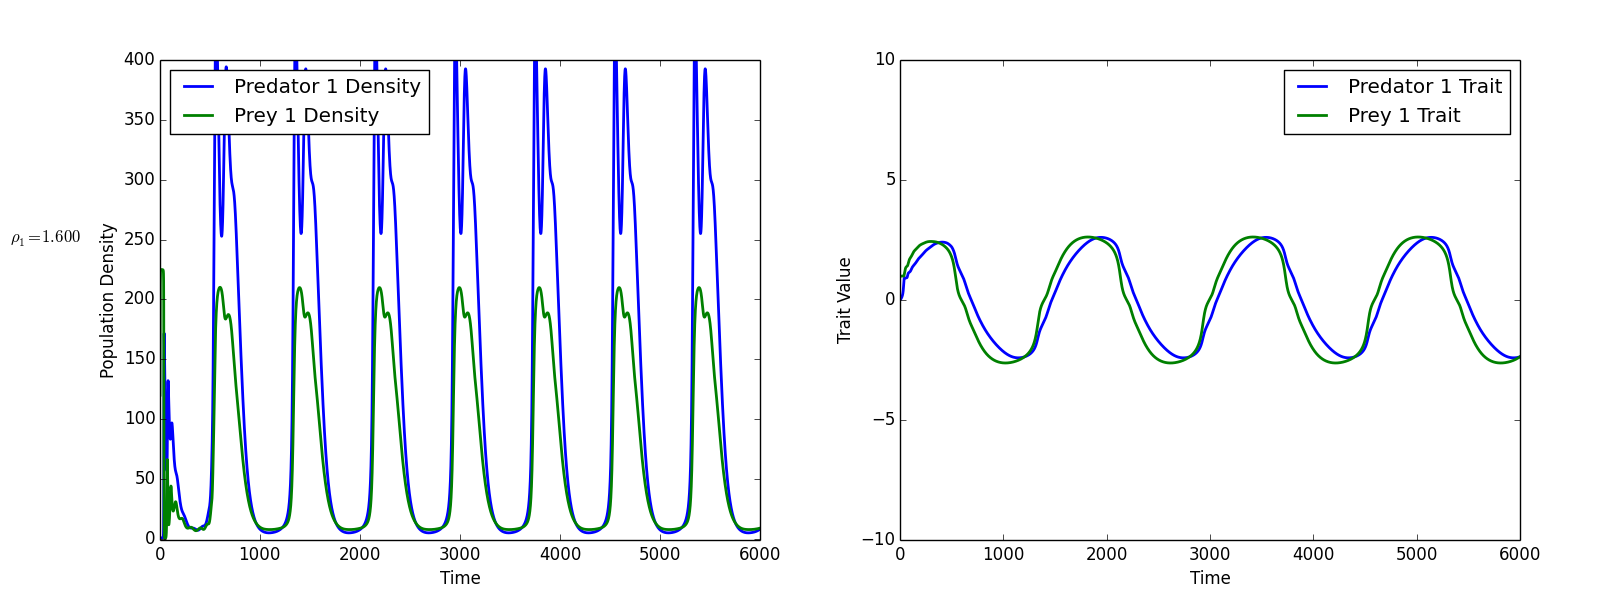 ρ1=1.600
Population Density
400
350
300
250
200
150
100
50
0
0 1000 2000 3000 4000 5000 6000
Time
Predator 1 Density
Prey 1 Density
Trait Value
10
5
0
−5
−10
0 1000 2000 3000 4000 5000 6000
Time
Predator 1 Trait
Prey 1 Trait